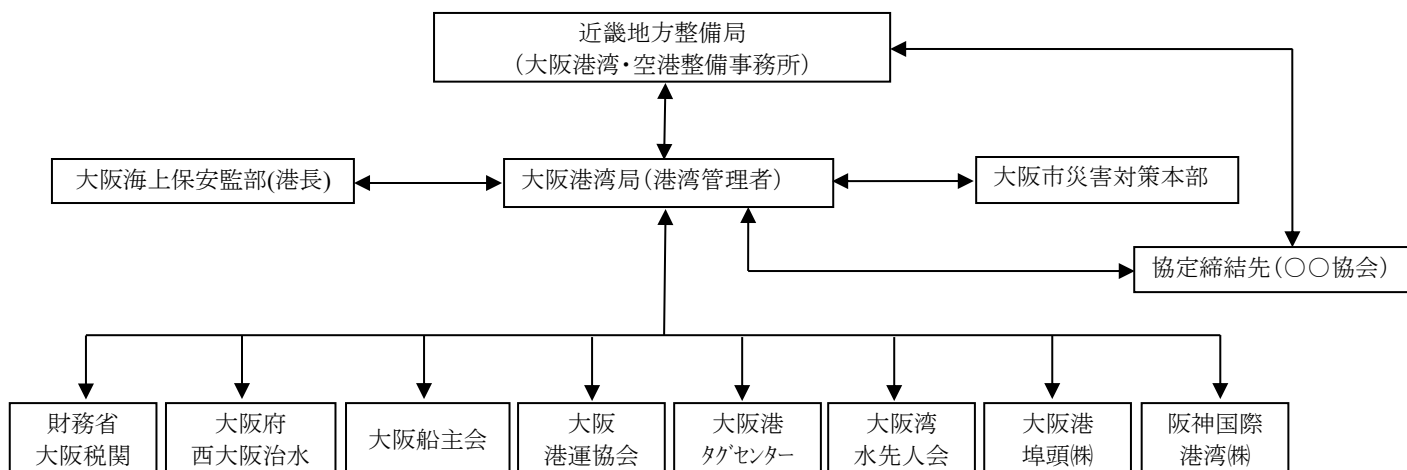 近畿地方整備局
（大阪港湾・空港整備事務所）
大阪海上保安監部(港長)
大阪港湾局（港湾管理者）
大阪市災害対策本部
協定締結先（○○協会）
財務省
大阪税関
大阪府
西大阪治水
大阪船主会
大阪
港運協会
大阪港
ﾀｸﾞｾﾝﾀｰ
大阪湾
水先人会
大阪港
埠頭㈱
阪神国際
港湾㈱